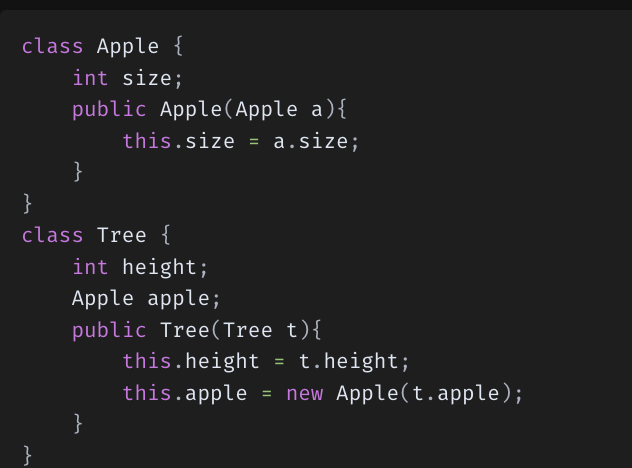 class Apple {
    int size;
    public Apple(Apple a){
        this.size = a.size;
    }
}
class Tree {
    int height;
    Apple apple;
    public Tree(Tree t){
        this.height = t.height;
        this.apple = new Apple(t.apple);
    }
}